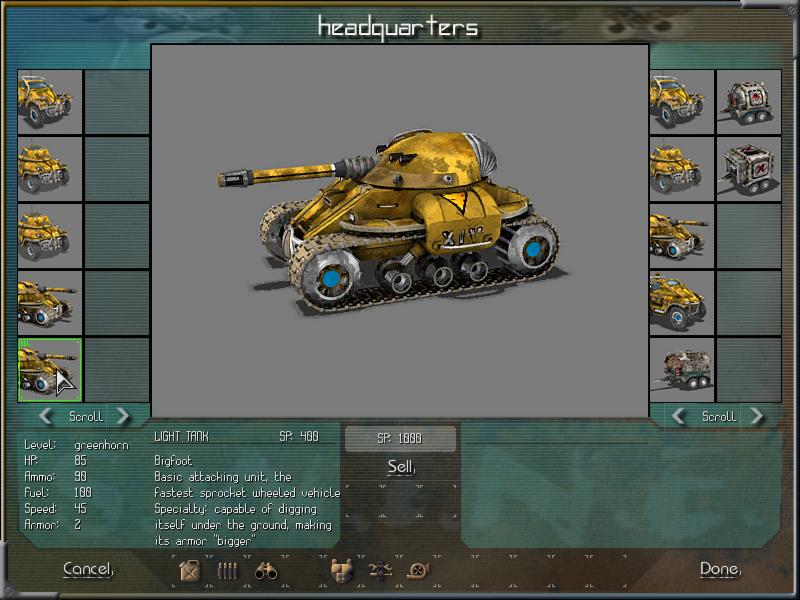 headquarters
XIV
SEL
Scroll
Scroll
Level: greenhorn
HP: 85
Ammo: 90
Fuel: 100
Speed: 45
Armor: 2
LIGHT TANK SP: 400
Bigfoot
Basic attacking unit, the
fastest sprocket wheeled vehicle
Specialty: capable of digging
itself under the ground, making
its armor "bigger"
SP: 1000
Sell,
Cancel,
Done,